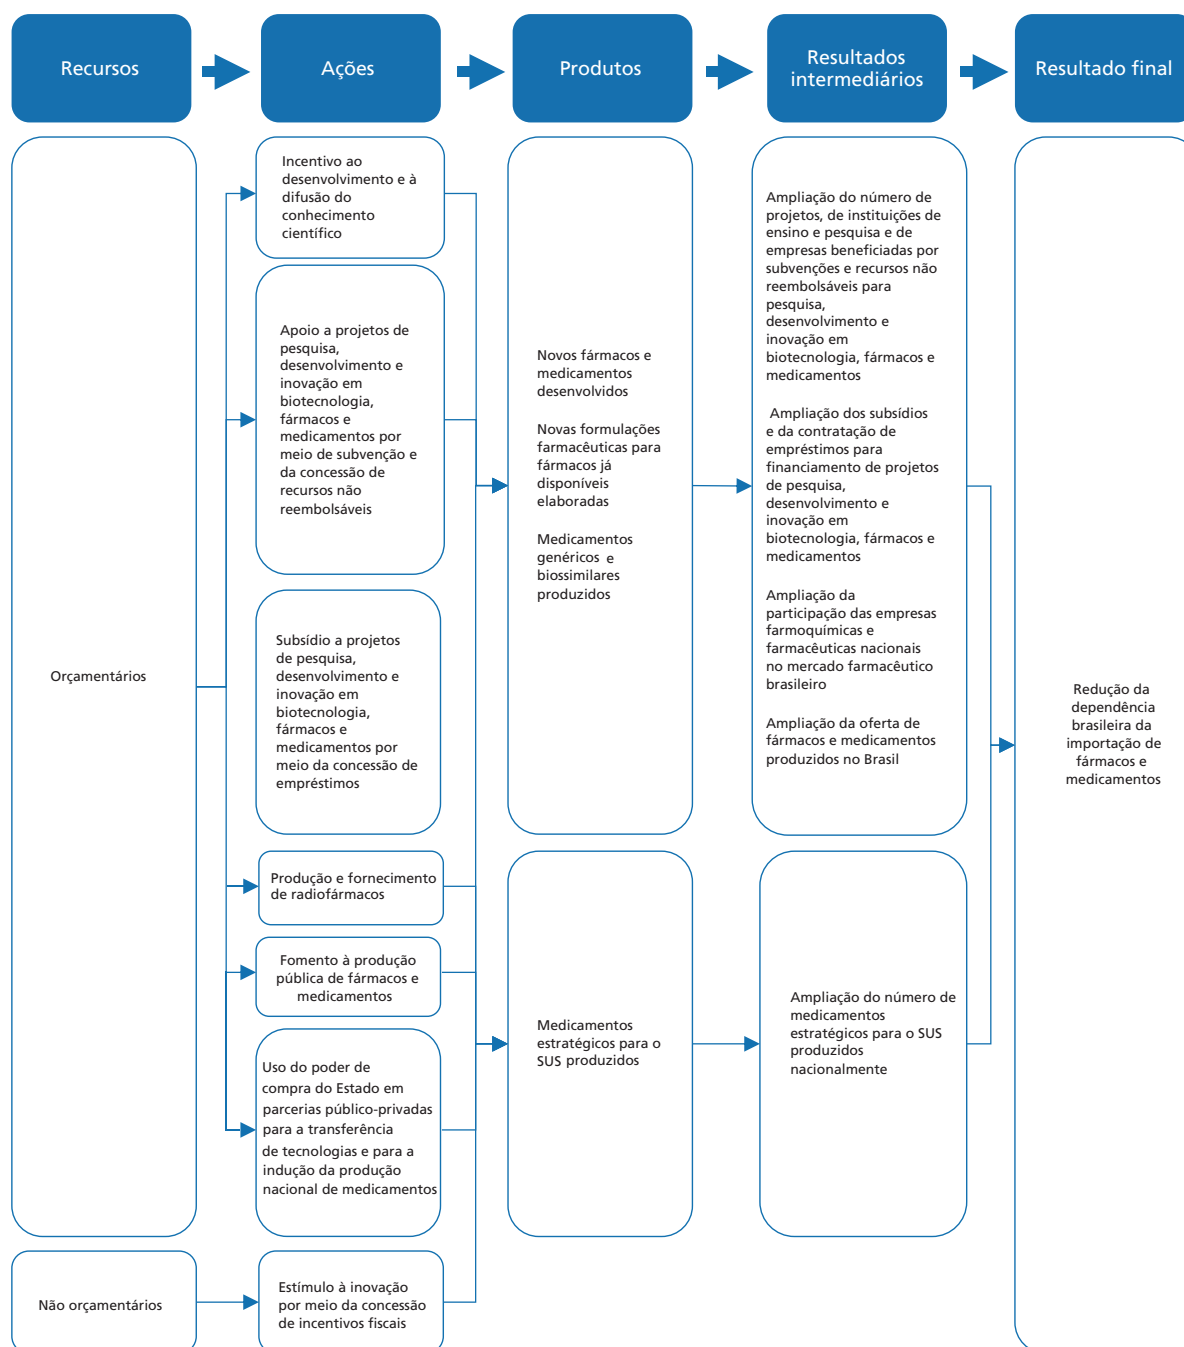 Recursos
Ações
Produtos
Resultados
intermediários
Resultado final
Orçamentários
Não orçamentários
Incentivo ao
desenvolvimento e à
difusão do
conhecimento
científico
Apoio a projetos de
pesquisa,
desenvolvimento e
inovação em
biotecnologia,
fármacos e
medicamentos por
meio de subvenção e
da concessão de
recursos não
reembolsáveis
Subsídio a projetos
de pesquisa,
desenvolvimento e
inovação em
biotecnologia,
fármacos e
medicamentos por
meio da concessão de
empréstimos
Produção e fornecimento
de radiofármacos
Fomento à produção
pública de fármacos e
medicamentos
Uso do poder de
compra do Estado em
parcerias público-privadas
para a transferência
de tecnologias e para a
indução da produção
nacional de medicamentos
Estímulo à inovação
por meio da concessão
de incentivos fiscais
Novos fármacos e
medicamentos
desenvolvidos
Novas formulações
farmacêuticas para
fármacos já
disponíveis
elaboradas
Medicamentos
genéricos e
biossimilares
produzidos
Medicamentos
estratégicos para o
SUS produzidos
Ampliação do número de
projetos, de instituições de
ensino e pesquisa e de
empresas beneficiadas por
subvenções e recursos não
reembolsáveis para
pesquisa,
desenvolvimento e
inovação em
biotecnologia, fármacos e
medicamentos
Ampliação dos subsídios
e da contratação de
empréstimos para
financiamento de projetos
de pesquisa,
desenvolvimento e
inovação em
biotecnologia, fármacos e
medicamentos
Ampliação da
participação das empresas
farmoquímicas e
farmacêuticas nacionais
no mercado farmacêutico
brasileiro
Ampliação da oferta de
fármacos e medicamentos
produzidos no Brasil
Ampliação do número de
medicamentos
estratégicos para o SUS
produzidos
nacionalmente
Redução da
dependência
brasileira da
importação de
fármacos e
medicamentos